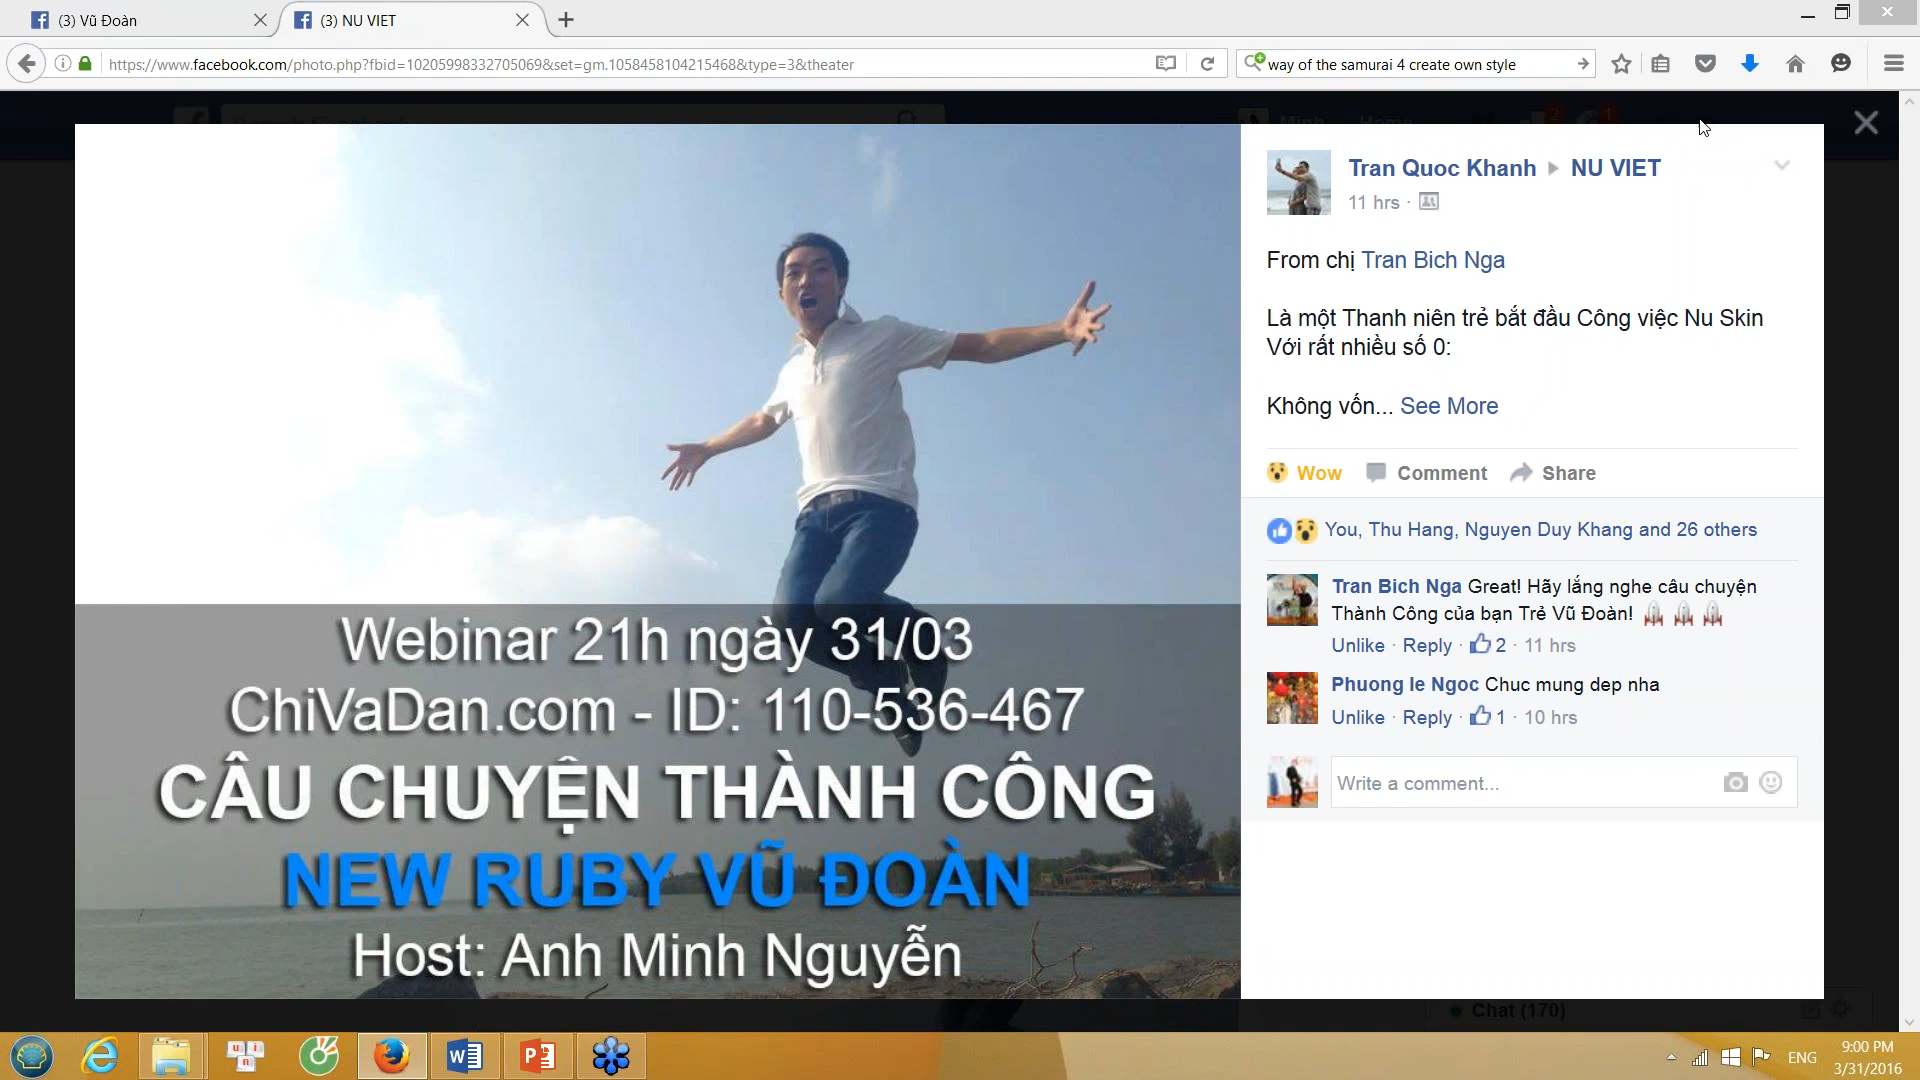 (3) Vũ Đoàn
(3) NU VIET
https://www.facebook.com/photo.php?fbid=10205998332705069&set=gm.1058458104215468&type=3&theater
way of the samurai 4 create own style
Minh Home 2 1
Tran Quoc Khanh NU VIET
11 hrs ·
From chị Tran Bich Nga
Là một Thanh niên trẻ bắt đầu Công việc Nu Skin
Với rất nhiều số 0:
Không vốn... See More
Wow Comment Share
You, Thu Hang, Nguyen Duy Khang and 26 others
Tran Bich Nga Great! Hãy lắng nghe câu chuyện
Thành Công của bạn Trẻ Vũ Đoàn!
Unlike · Reply · 2 · 11 hrs
Phuong le Ngoc Chuc mung dep nha
Unlike · Reply · 1 · 10 hrs
Write a comment...
Webinar 21h ngày 31/03
ChiVaDan.com - ID: 110-536-467
CÂU CHUYỆN THÀNH CÔNG
NEW RUBY VŨ ĐOÀN
Host: Anh Minh Nguyễn
Chat (170)
ENG
9:00 PM
3/31/2016